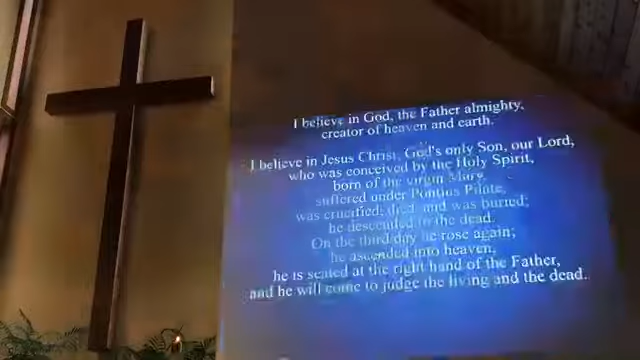 I believe in God, the Father almighty,
creator of heaven and earth.
I believe in Jesus Christ, God's only Son, our Lord,
who was conceived by the Holy Spirit,
born of the virgin Mary,
suffered under Pontius Pilate,
was crucified, died, and was buried;
he descended to the dead.
On the third day he rose again;
he ascended into heaven,
he is seated at the right hand of the Father,
and he will come to judge the living and the dead.